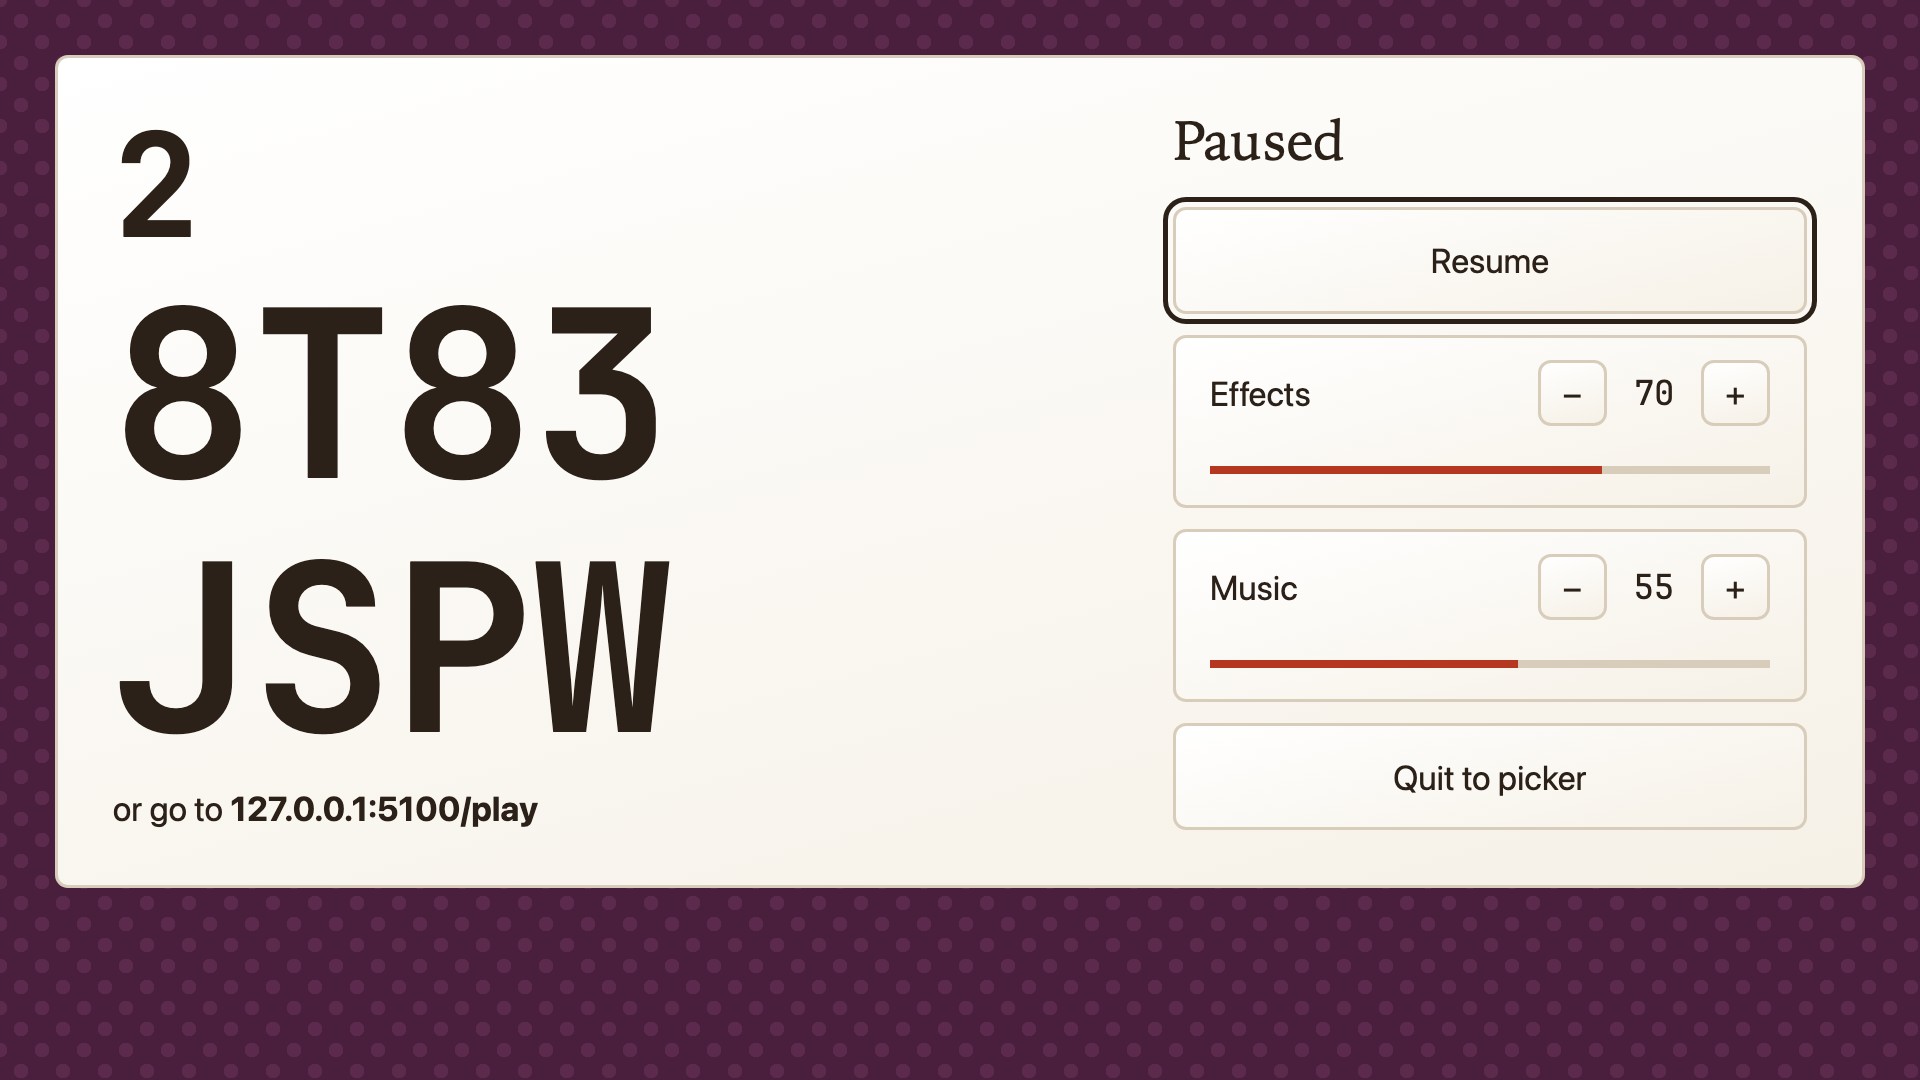 2
8T83
JSPW
or go to 127.0.0.1:5100/play
Paused
Resume
Effects − 70 +
Music − 55 +
Quit to picker